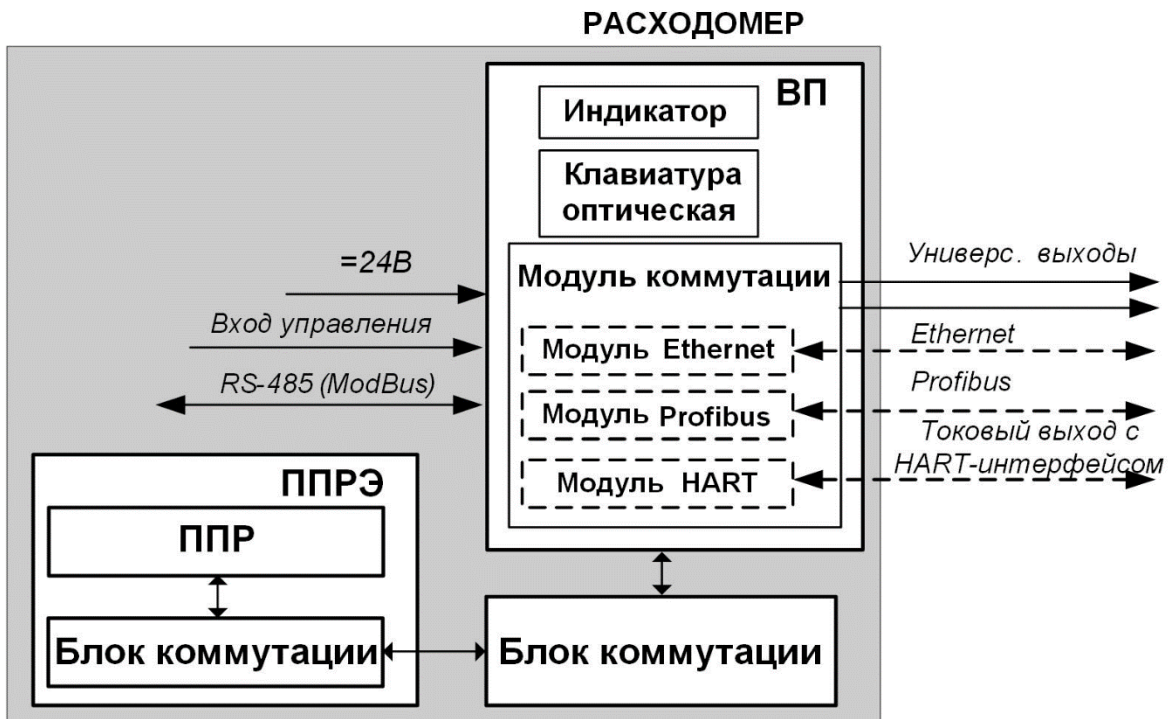 РАСХОДОМЕР
ВП
Индикатор
Клавиатура
оптическая
Модуль коммутации
Модуль Ethernet
Модуль Profibus
Модуль HART
=24В
Вход управления
RS-485 (ModBus)
Универс. выходы
Ethernet
Profibus
Токовый выход с
HART-интерфейсом
ППРЭ
ППР
Блок коммутации
Блок коммутации